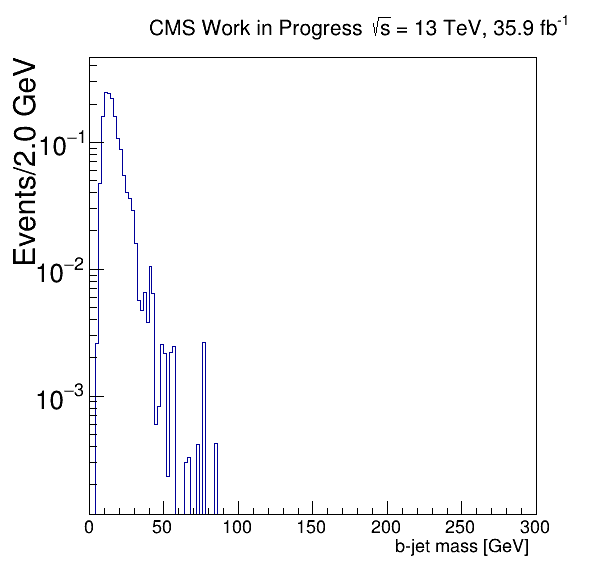 CMS Work in Progress √s = 13 TeV, 35.9 fb⁻¹
Events/2.0 GeV
10⁻¹
10⁻²
10⁻³
0 50 100 150 200 250 300
b-jet mass [GeV]